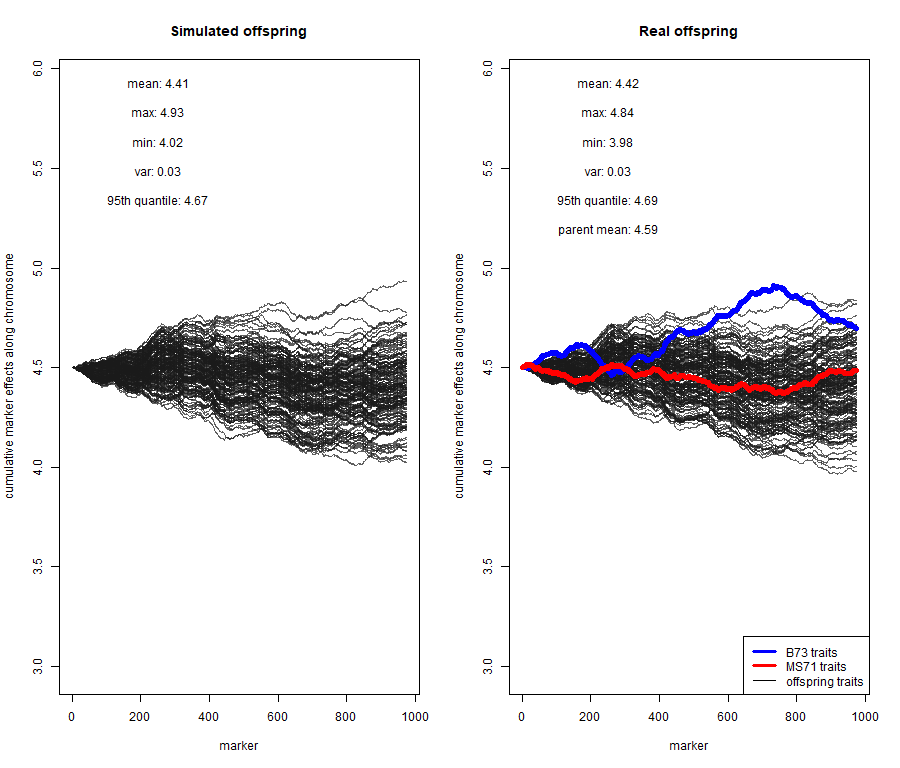 Simulated offspring
mean: 4.41
max: 4.93
min: 4.02
var: 0.03
95th quantile: 4.67
cumulative marker effects along chromosome
6.0
5.5
5.0
4.5
4.0
3.5
3.0
0 200 400 600 800 1000
marker
Real offspring
mean: 4.42
max: 4.84
min: 3.98
var: 0.03
95th quantile: 4.69
parent mean: 4.59
cumulative marker effects along chromosome
6.0
5.5
5.0
4.5
4.0
3.5
3.0
B73 traits
MS71 traits
offspring traits
0 200 400 600 800 1000
marker